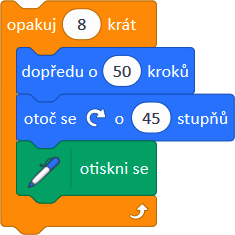 opakuj 8 krát
dopředu o 50 kroků
otoč se o 45 stupňů
otiskni se